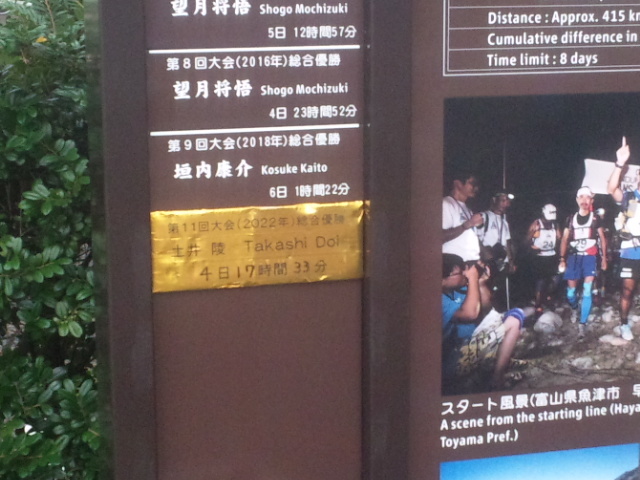 望月将悟 Shogo Mochizuki
5日 12時間57分
第8回大会(2016年)総合優勝
望月将悟 Shogo Mochizuki
4日 23時間52分
第9回大会(2018年)総合優勝
垣内康介 Kosuke Kaito
6日 1時間22分
第11回大会(2022年)総合優勝
土井 陵 Takashi Doi
4日17時間33分
Distance : Approx. 415 k
Cumulative difference in
Time limit : 8 days
スタート風景(富山県魚津市 早
A scene from the starting line (Haya
Toyama Pref.)